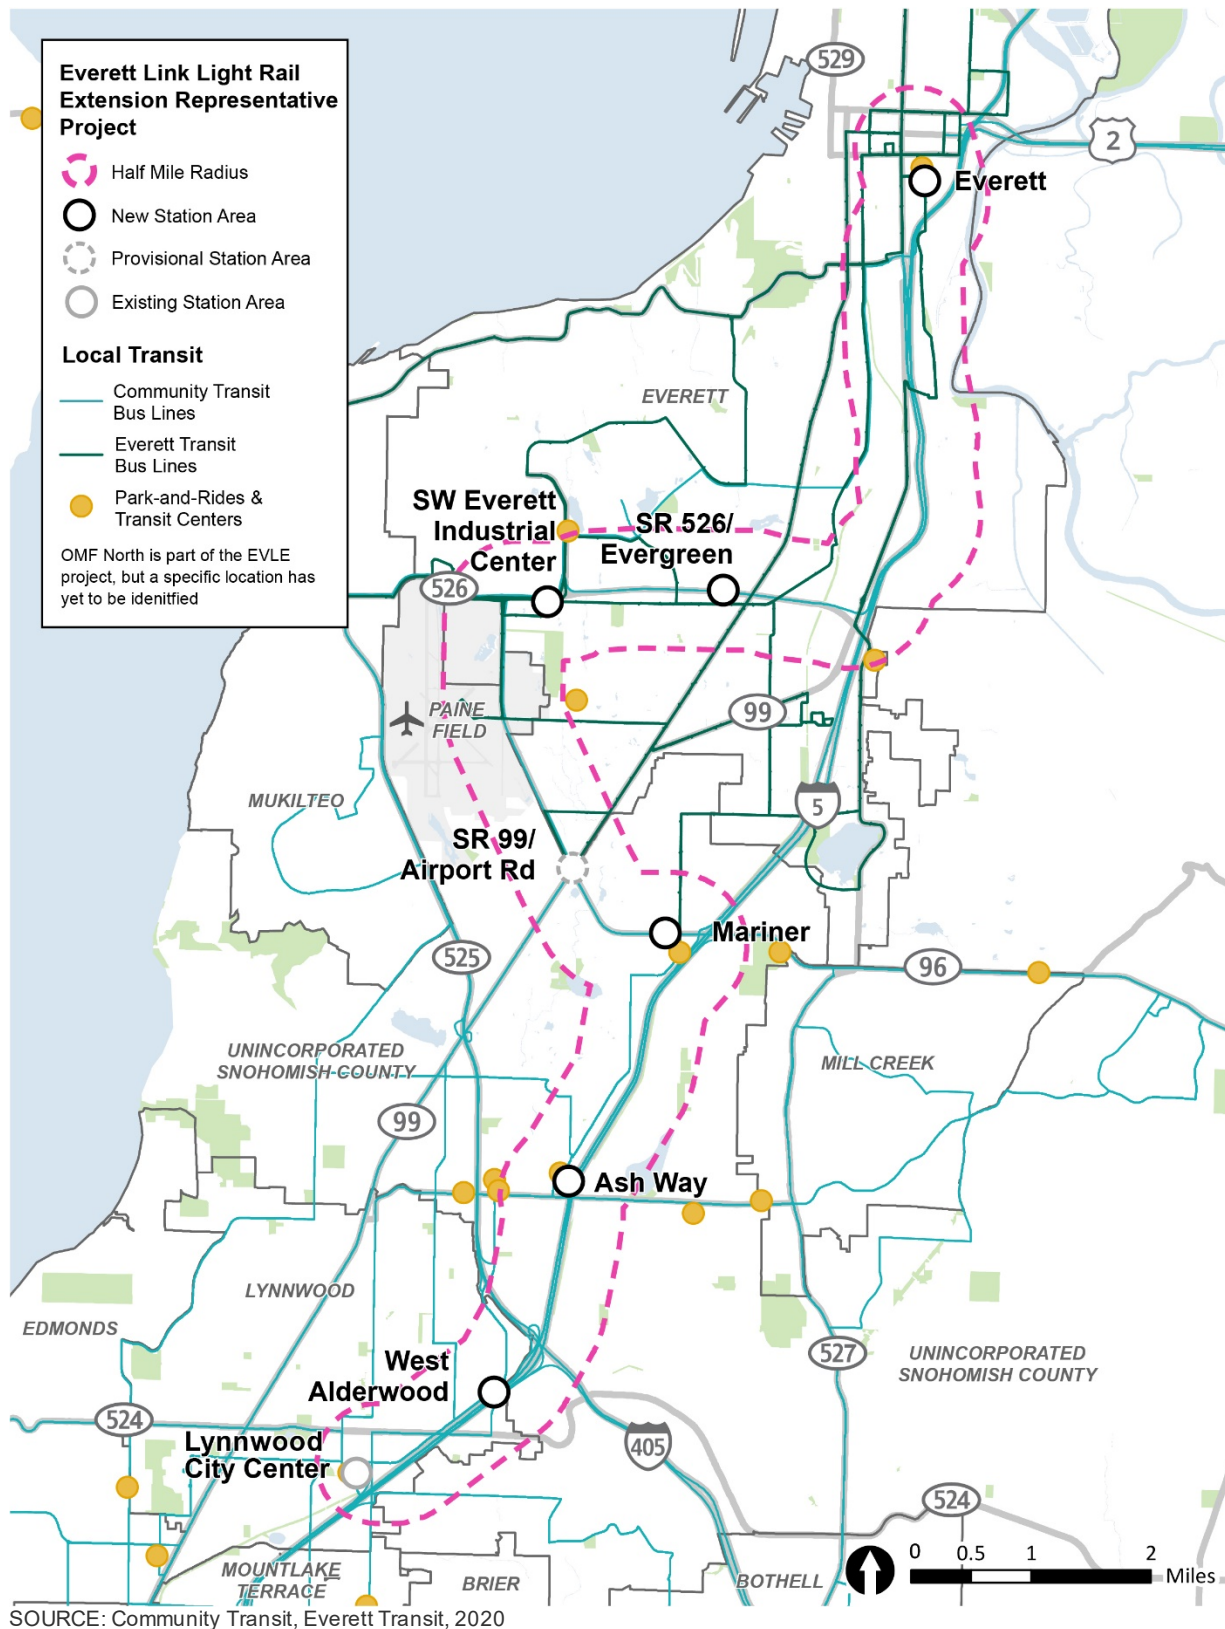 Everett Link Light Rail
Extension Representative
Project
Half Mile Radius
New Station Area
Provisional Station Area
Existing Station Area
Local Transit
Community Transit
Bus Lines
Everett Transit
Bus Lines
Park-and-Rides &
Transit Centers
OMF North is part of the EVLE
project, but a specific location has
yet to be idenitfied
529
2
Everett
EVERETT
SW Everett
Industrial
Center
SR 526/
Evergreen
526
PAINE
FIELD
99
MUKILTEO
5
SR 99/
Airport Rd
Mariner
525
96
UNINCORPORATED
SNOHOMISH COUNTY
MILL CREEK
99
Ash Way
LYNNWOOD
EDMONDS
527
UNINCORPORATED
SNOHOMISH COUNTY
West
Alderwood
524
Lynnwood
City Center
405
524
MOUNTLAKE
TERRACE
BRIER
BOTHELL
0 0.5 1 2
Miles
SOURCE: Community Transit, Everett Transit, 2020